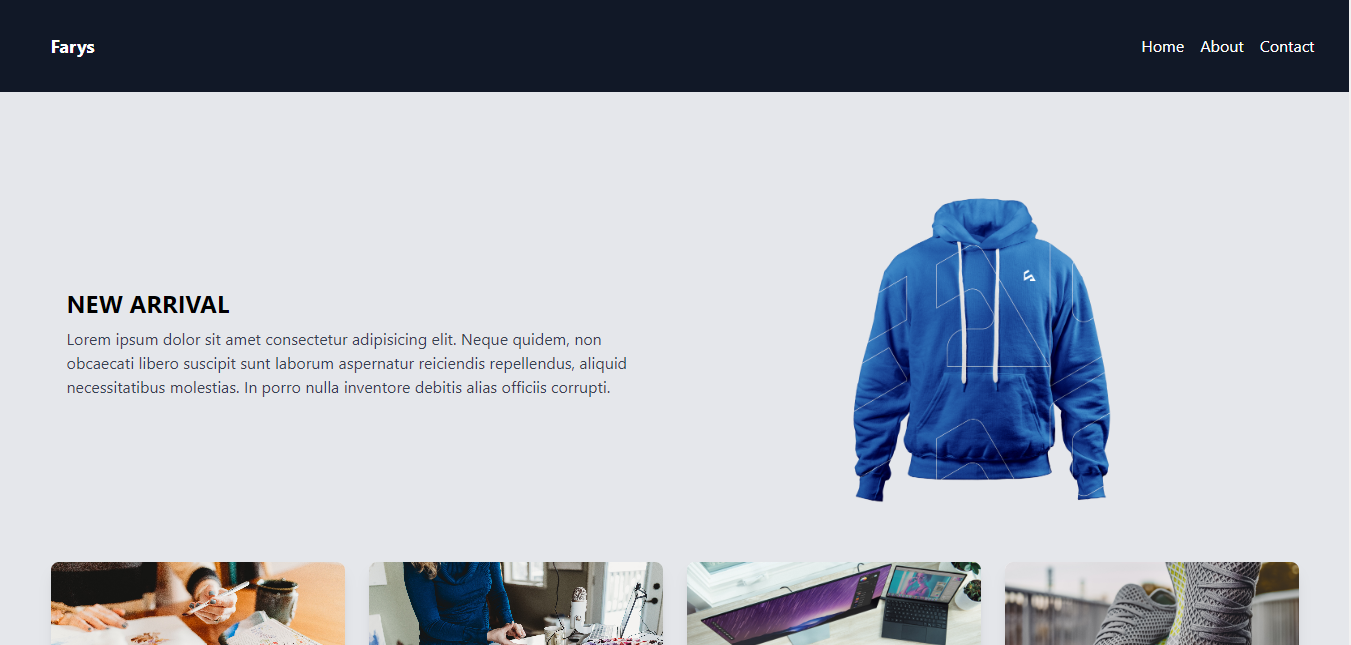 Farys
Home About Contact
NEW ARRIVAL
Lorem ipsum dolor sit amet consectetur adipisicing elit. Neque quidem, non
obcaecati libero suscipit sunt laborum aspernatur reiciendis repellendus, aliquid
necessitatibus molestias. In porro nulla inventore debitis alias officiis corrupti.